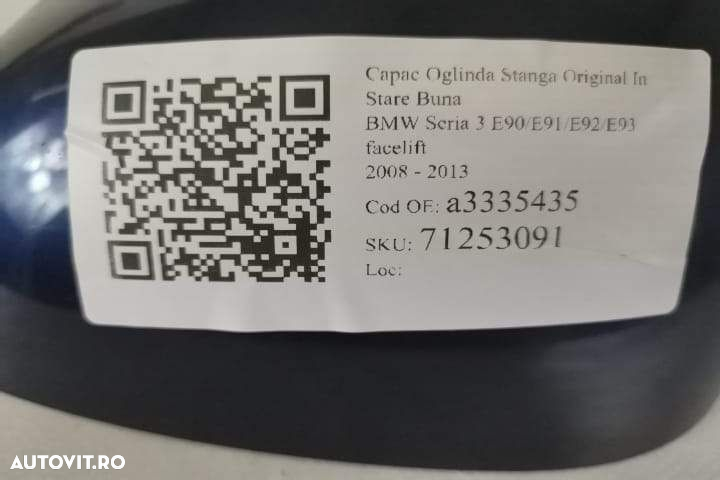 Capac Oglinda Stanga Original In
Stare Buna
BMW Seria 3 E90/E91/E92/E93
facelift
2008 - 2013
Cod OE: a3335435
SKU: 71253091
Loc:
AUTOVIT.RO